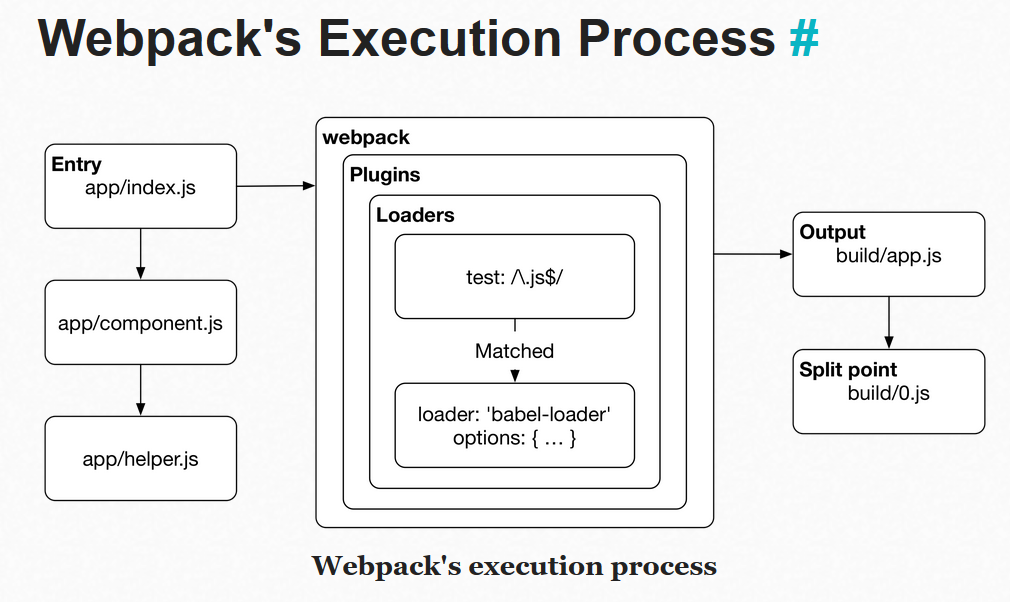 Webpack's Execution Process #
Entry
app/index.js
app/component.js
app/helper.js
webpack
Plugins
Loaders
test: /\.js$/
Matched
loader: 'babel-loader'
options: { ... }
Output
build/app.js
Split point
build/0.js
Webpack's execution process